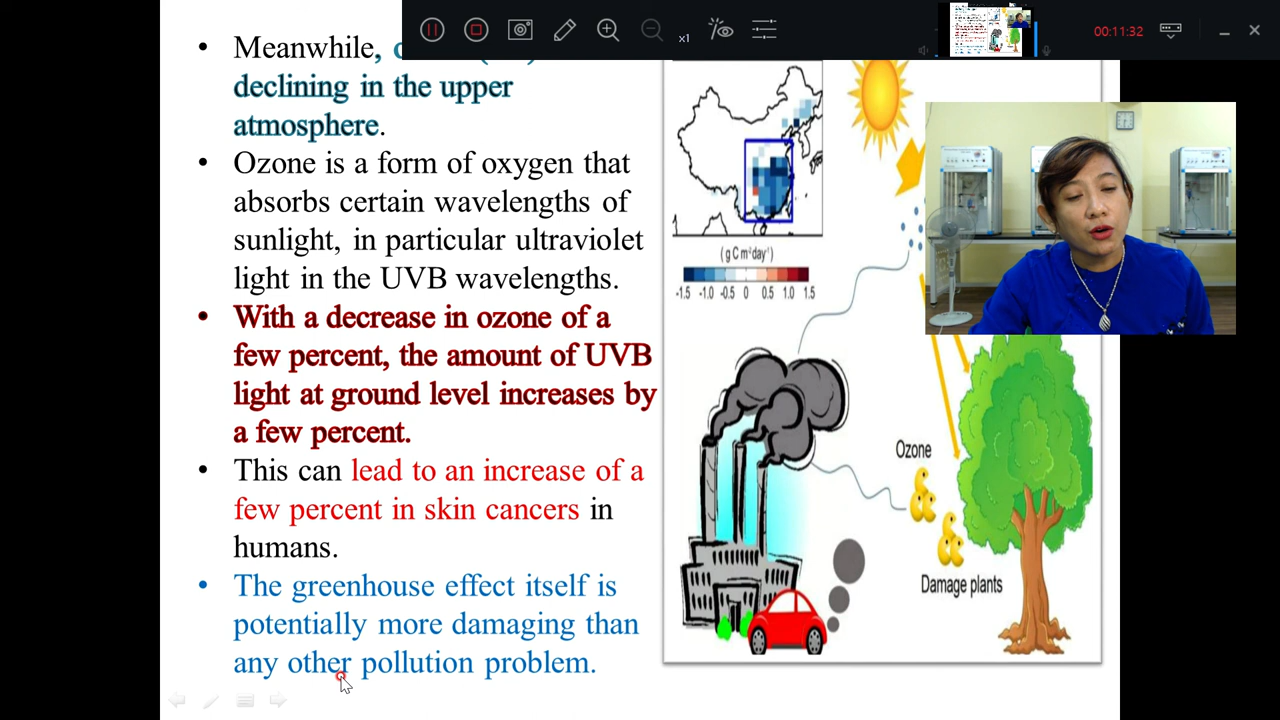 x1
00:11:32
• Meanwhile,
declining in the upper
atmosphere.
• Ozone is a form of oxygen that
absorbs certain wavelengths of
sunlight, in particular ultraviolet
light in the UVB wavelengths.
• With a decrease in ozone of a
few percent, the amount of UVB
light at ground level increases by
a few percent.
• This can lead to an increase of a
few percent in skin cancers in
humans.
• The greenhouse effect itself is
potentially more damaging than
any other pollution problem.
(g C m²day⁻¹)
-1.5 -1.0 -0.5 0 0.5 1.0 1.5
Ozone
Damage plants